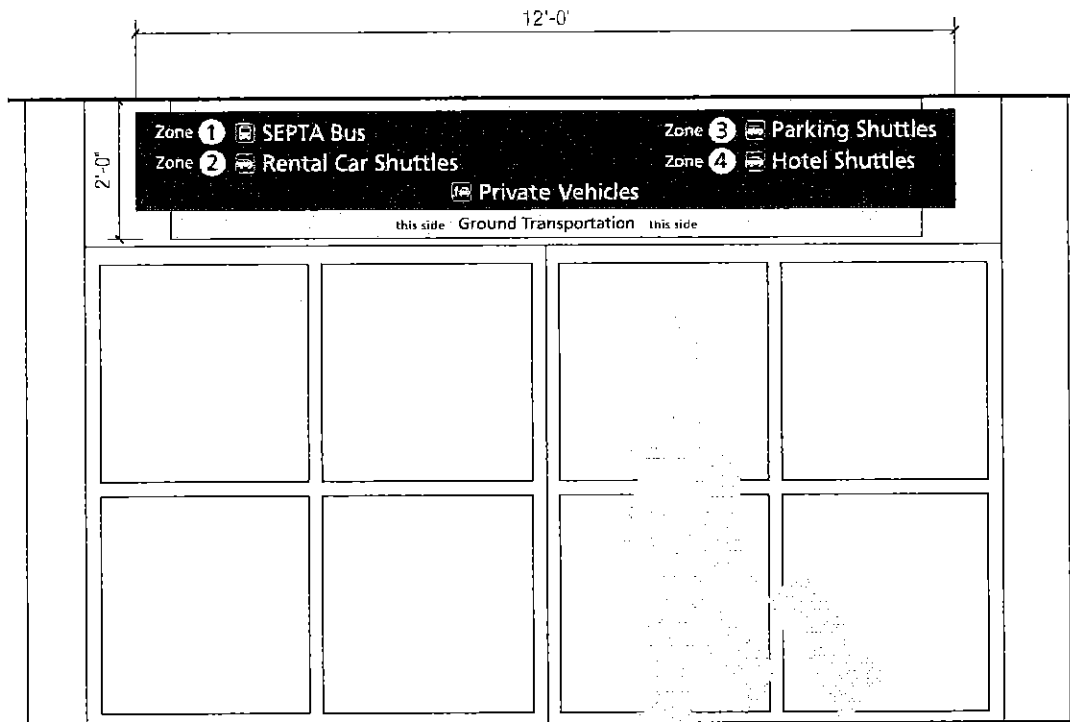 12'-0"
2'-0"
Zone 1 SEPTA Bus
Zone 2 Rental Car Shuttles
Zone 3 Parking Shuttles
Zone 4 Hotel Shuttles
Private Vehicles
this side Ground Transportation this side